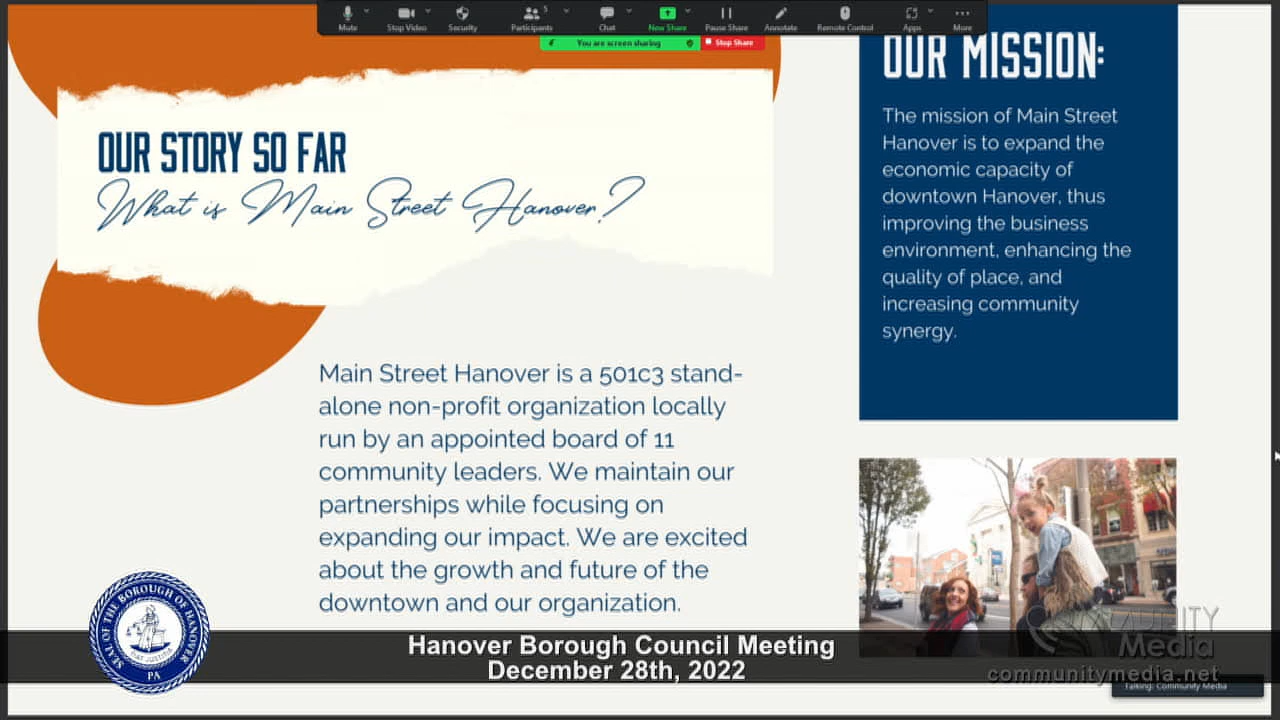 Mute
Stop Video
Security
Participants
5
Chat
New Share
Pause Share
Annotate
Remote Control
Apps
More
You are screen sharing
Stop Share
OUR STORY SO FAR
What is Main Street Hanover?
Main Street Hanover is a 501c3 stand-
alone non-profit organization locally
run by an appointed board of 11
community leaders. We maintain our
partnerships while focusing on
expanding our impact. We are excited
about the growth and future of the
downtown and our organization.
OUR MISSION:
The mission of Main Street
Hanover is to expand the
economic capacity of
downtown Hanover, thus
improving the business
environment, enhancing the
quality of place, and
increasing community
synergy.
SEAL OF THE BOROUGH OF HANOVER
PA
Hanover Borough Council Meeting
December 28th, 2022
Media
communitymedia.net
Talking: Community Media